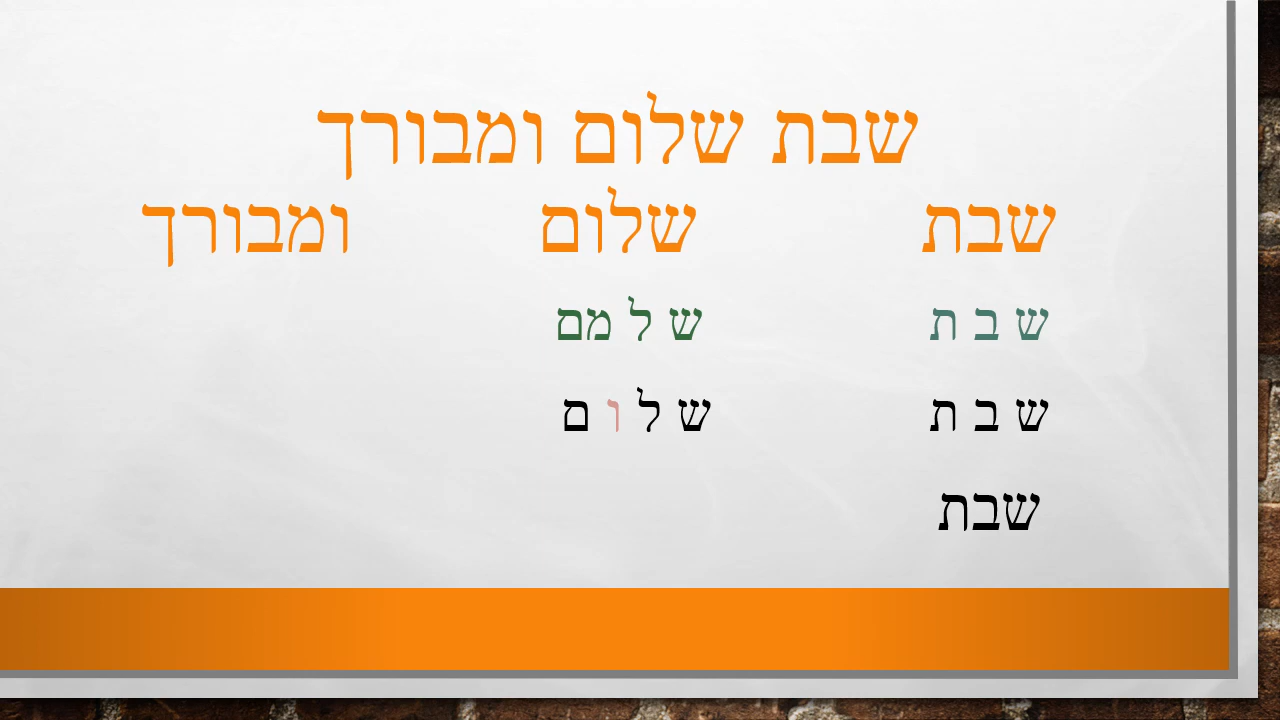 שבת שלום ומבורך
שבת שלום ומבורך
ש ב ת ש ל מם
ש ב ת ש ל ו ם
שבת